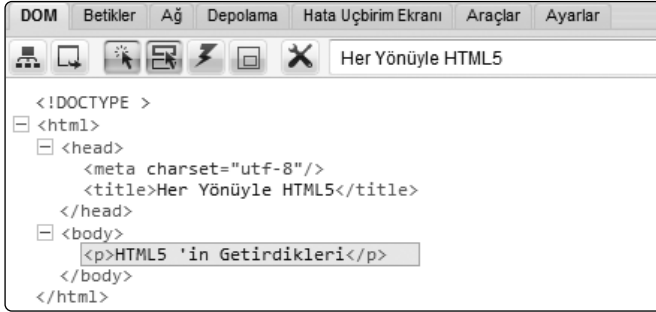 DOM Betikler Ağ Depolama Hata Uçbirim Ekranı Araçlar Ayarlar
Her Yönüyle HTML5
<!DOCTYPE >
<html>
<head>
<meta charset="utf-8"/>
<title>Her Yönüyle HTML5</title>
</head>
<body>
<p>HTML5 'in Getirdikleri</p>
</body>
</html>